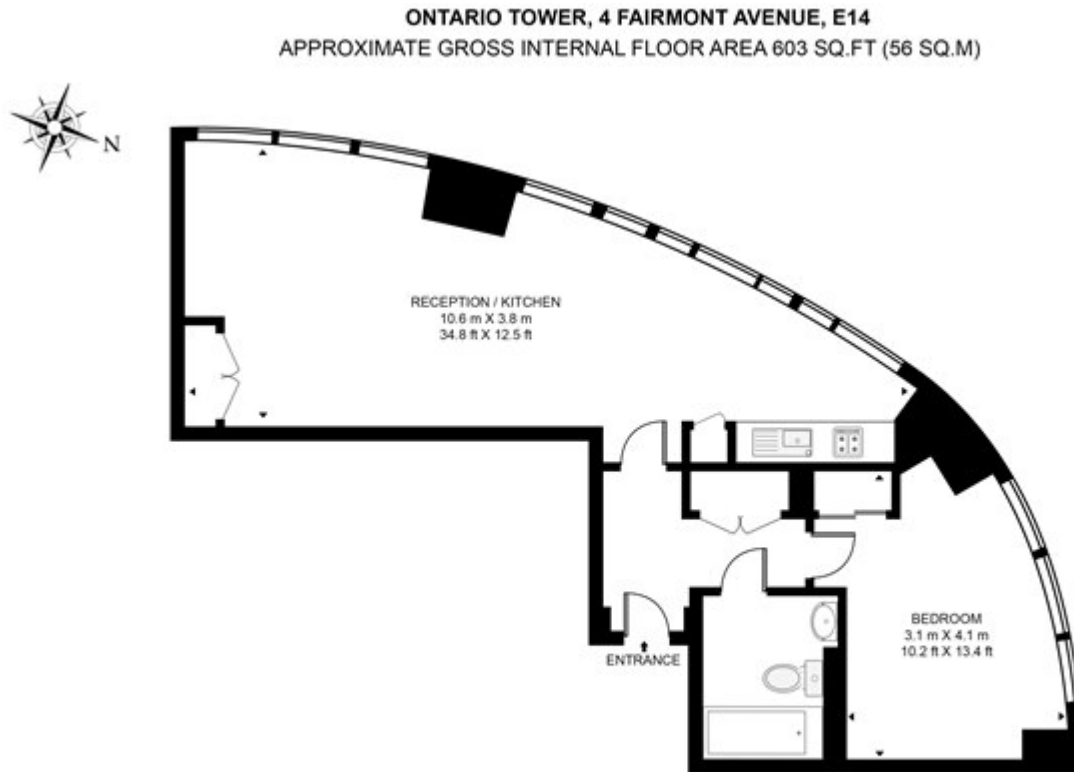 ONTARIO TOWER, 4 FAIRMONT AVENUE, E14
APPROXIMATE GROSS INTERNAL FLOOR AREA 603 SQ.FT (56 SQ.M)
N
RECEPTION / KITCHEN
10.6 m X 3.8 m
34.8 ft X 12.5 ft
BEDROOM
3.1 m X 4.1 m
10.2 ft X 13.4 ft
ENTRANCE